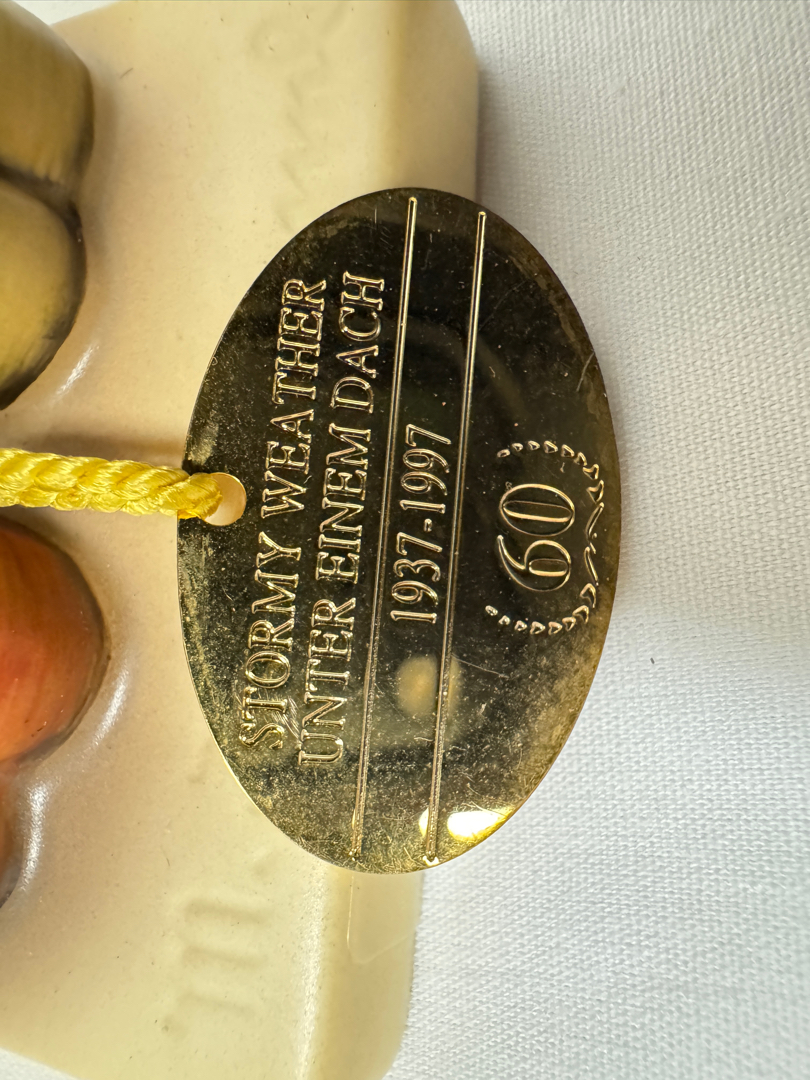 STORMY WEATHER
UNTER EINEM DACH
1937-1997
60